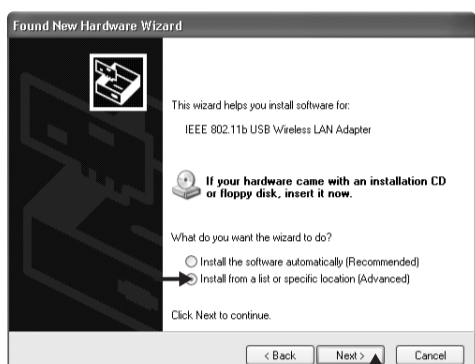 Found New Hardware Wizard
This wizard helps you install software for:
IEEE 802.11b USB Wireless LAN Adapter
If your hardware came with an installation CD
or floppy disk, insert it now.
What do you want the wizard to do?
Install the software automatically (Recommended)
Install from a list or specific location (Advanced)
Click Next to continue.
< Back Next > Cancel